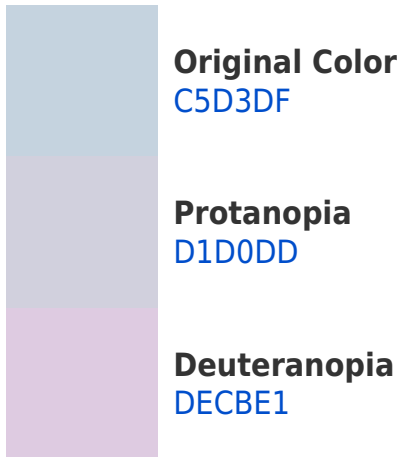 Original Color
C5D3DF
Protanopia
D1D0DD
Deuteranopia
DECBE1